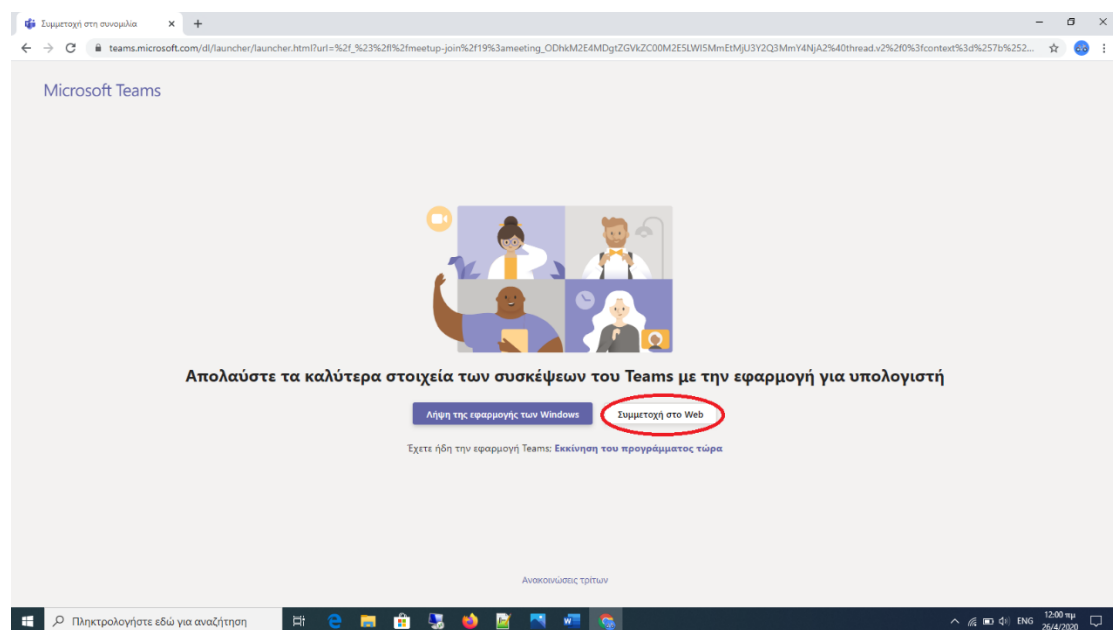 Συμμετοχή στη συνομιλία
teams.microsoft.com/dl/launcher/launcher.html?url=%2f_%23%2fl%2fmeetup-join%2f19%3ameeting_ODhkM2E4MDgtZGVkZC00M2E5LWI5MmEtMjU3Y2Q3MmY4NjA2%40thread.v2%2f0%3fcontext%3d%257b%252...
Microsoft Teams
Απολαύστε τα καλύτερα στοιχεία των συσκέψεων του Teams με την εφαρμογή για υπολογιστή
Λήψη της εφαρμογής των Windows
Συμμετοχή στο Web
Έχετε ήδη την εφαρμογή Teams: Εκκίνηση του προγράμματος τώρα
Ανακοινώσεις τρίτων
Πληκτρολογήστε εδώ για αναζήτηση
ENG
12:00 πμ
26/4/2020